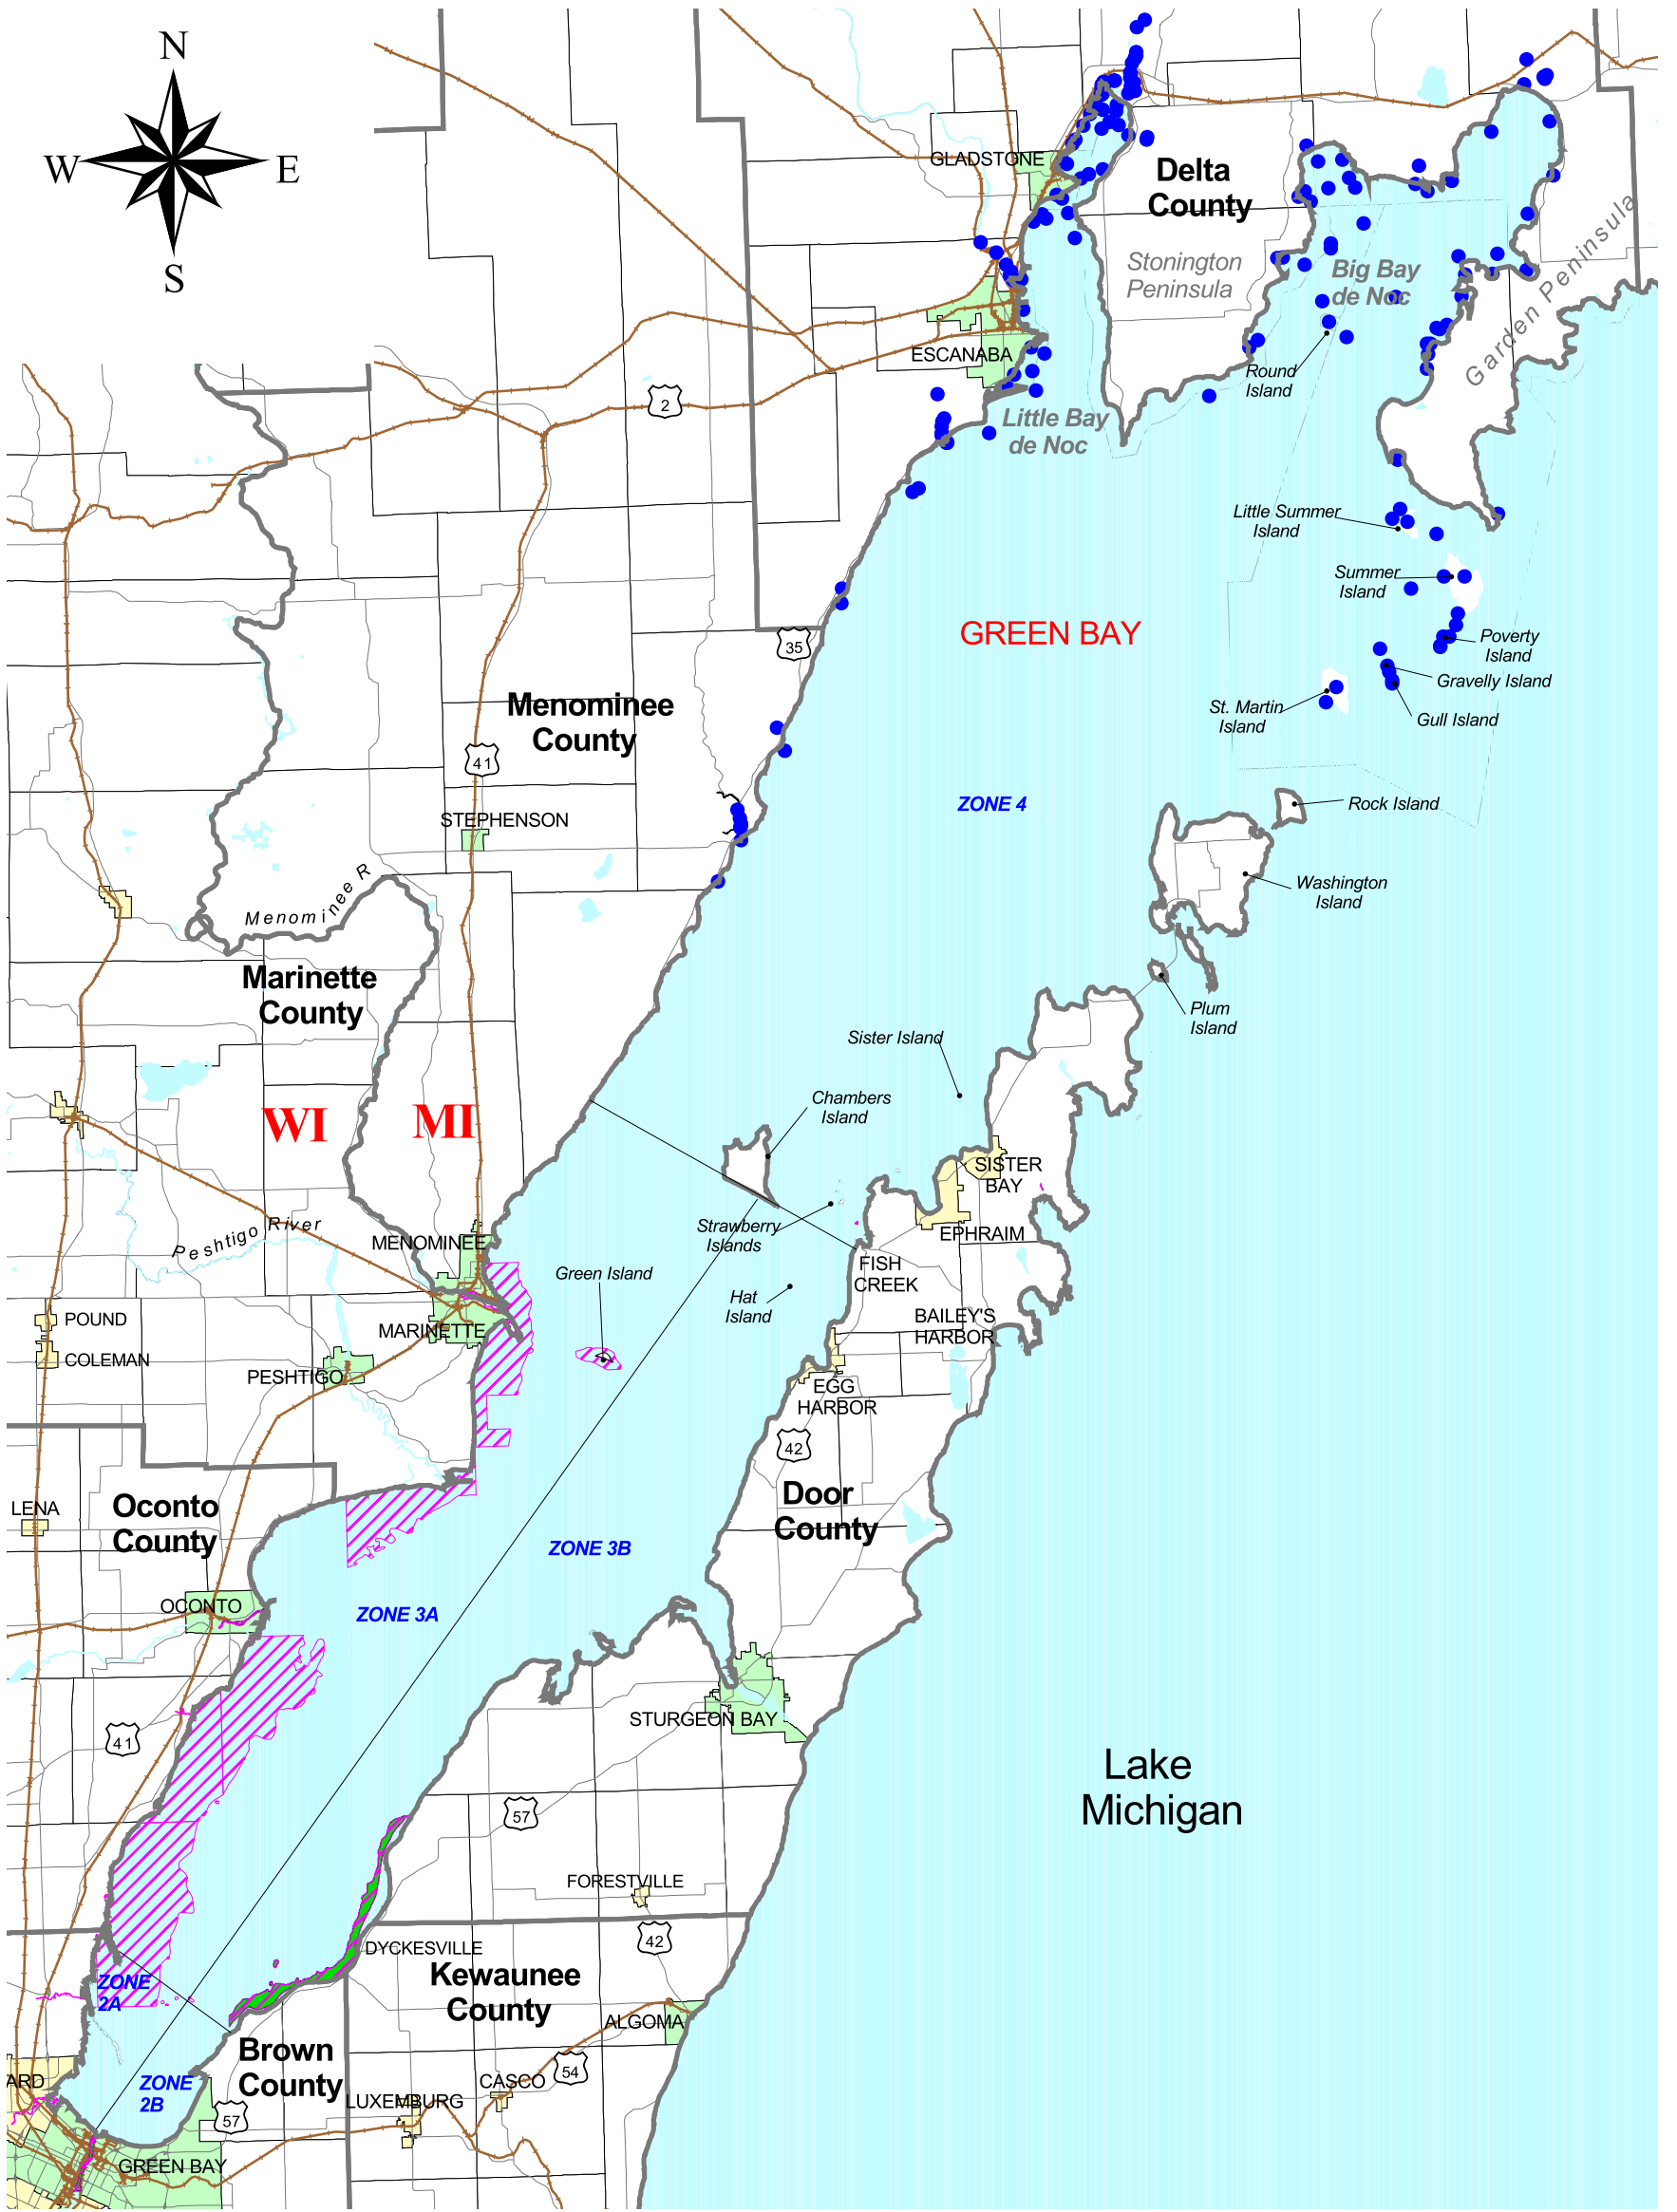 N
W
E
S
GLADSTONE
Delta
County
Stonington
Peninsula
Big Bay
de Noc
Garden Peninsula
ESCANABA
Round
Island
2
Little Bay
de Noc
Little Summer
Island
Summer
Island
GREEN BAY
35
Poverty
Island
Gravelly Island
Gull Island
St. Martin
Island
Menominee
County
41
STEPHENSON
ZONE 4
Rock Island
Washington
Island
Menominee R
Marinette
County
Plum
Island
Sister Island
Chambers
Island
WI
MI
SISTER
BAY
Strawberry
Islands
EPHRAIM
Peshtigo River
MENOMINEE
FISH
CREEK
Green Island
Hat
Island
BAILEY'S
HARBOR
POUND
MARINETTE
COLEMAN
PESHTIGO
EGG
HARBOR
42
Door
County
LENA
Oconto
County
ZONE 3B
OCONTO
ZONE 3A
STURGEON BAY
41
Lake
Michigan
57
FORESTVILLE
42
DYCKESVILLE
Kewaunee
County
ZONE
2A
ALGOMA
Brown
County
54
ARD
ZONE
2B
CASCO
LUXEMBURG
57
GREEN BAY